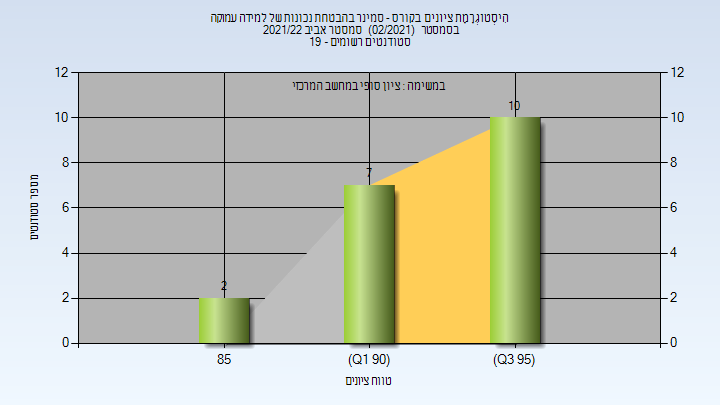 הִיסְטוֹגְרָמַת ציונים בקורס - סמינר בהבטחת נכונות של למידה עמוקה
בסמסטר (02/2021) סמסטר אביב 2021/22
סטודנטים רשומים - 19
במשימה : ציון סופי במחשב המרכזי
12 12
10 10
8 8
6 6
4 4
2 2
0 0
10
7
2
מספר סטודנטים
85 (Q1 90) (Q3 95)
טווח ציונים